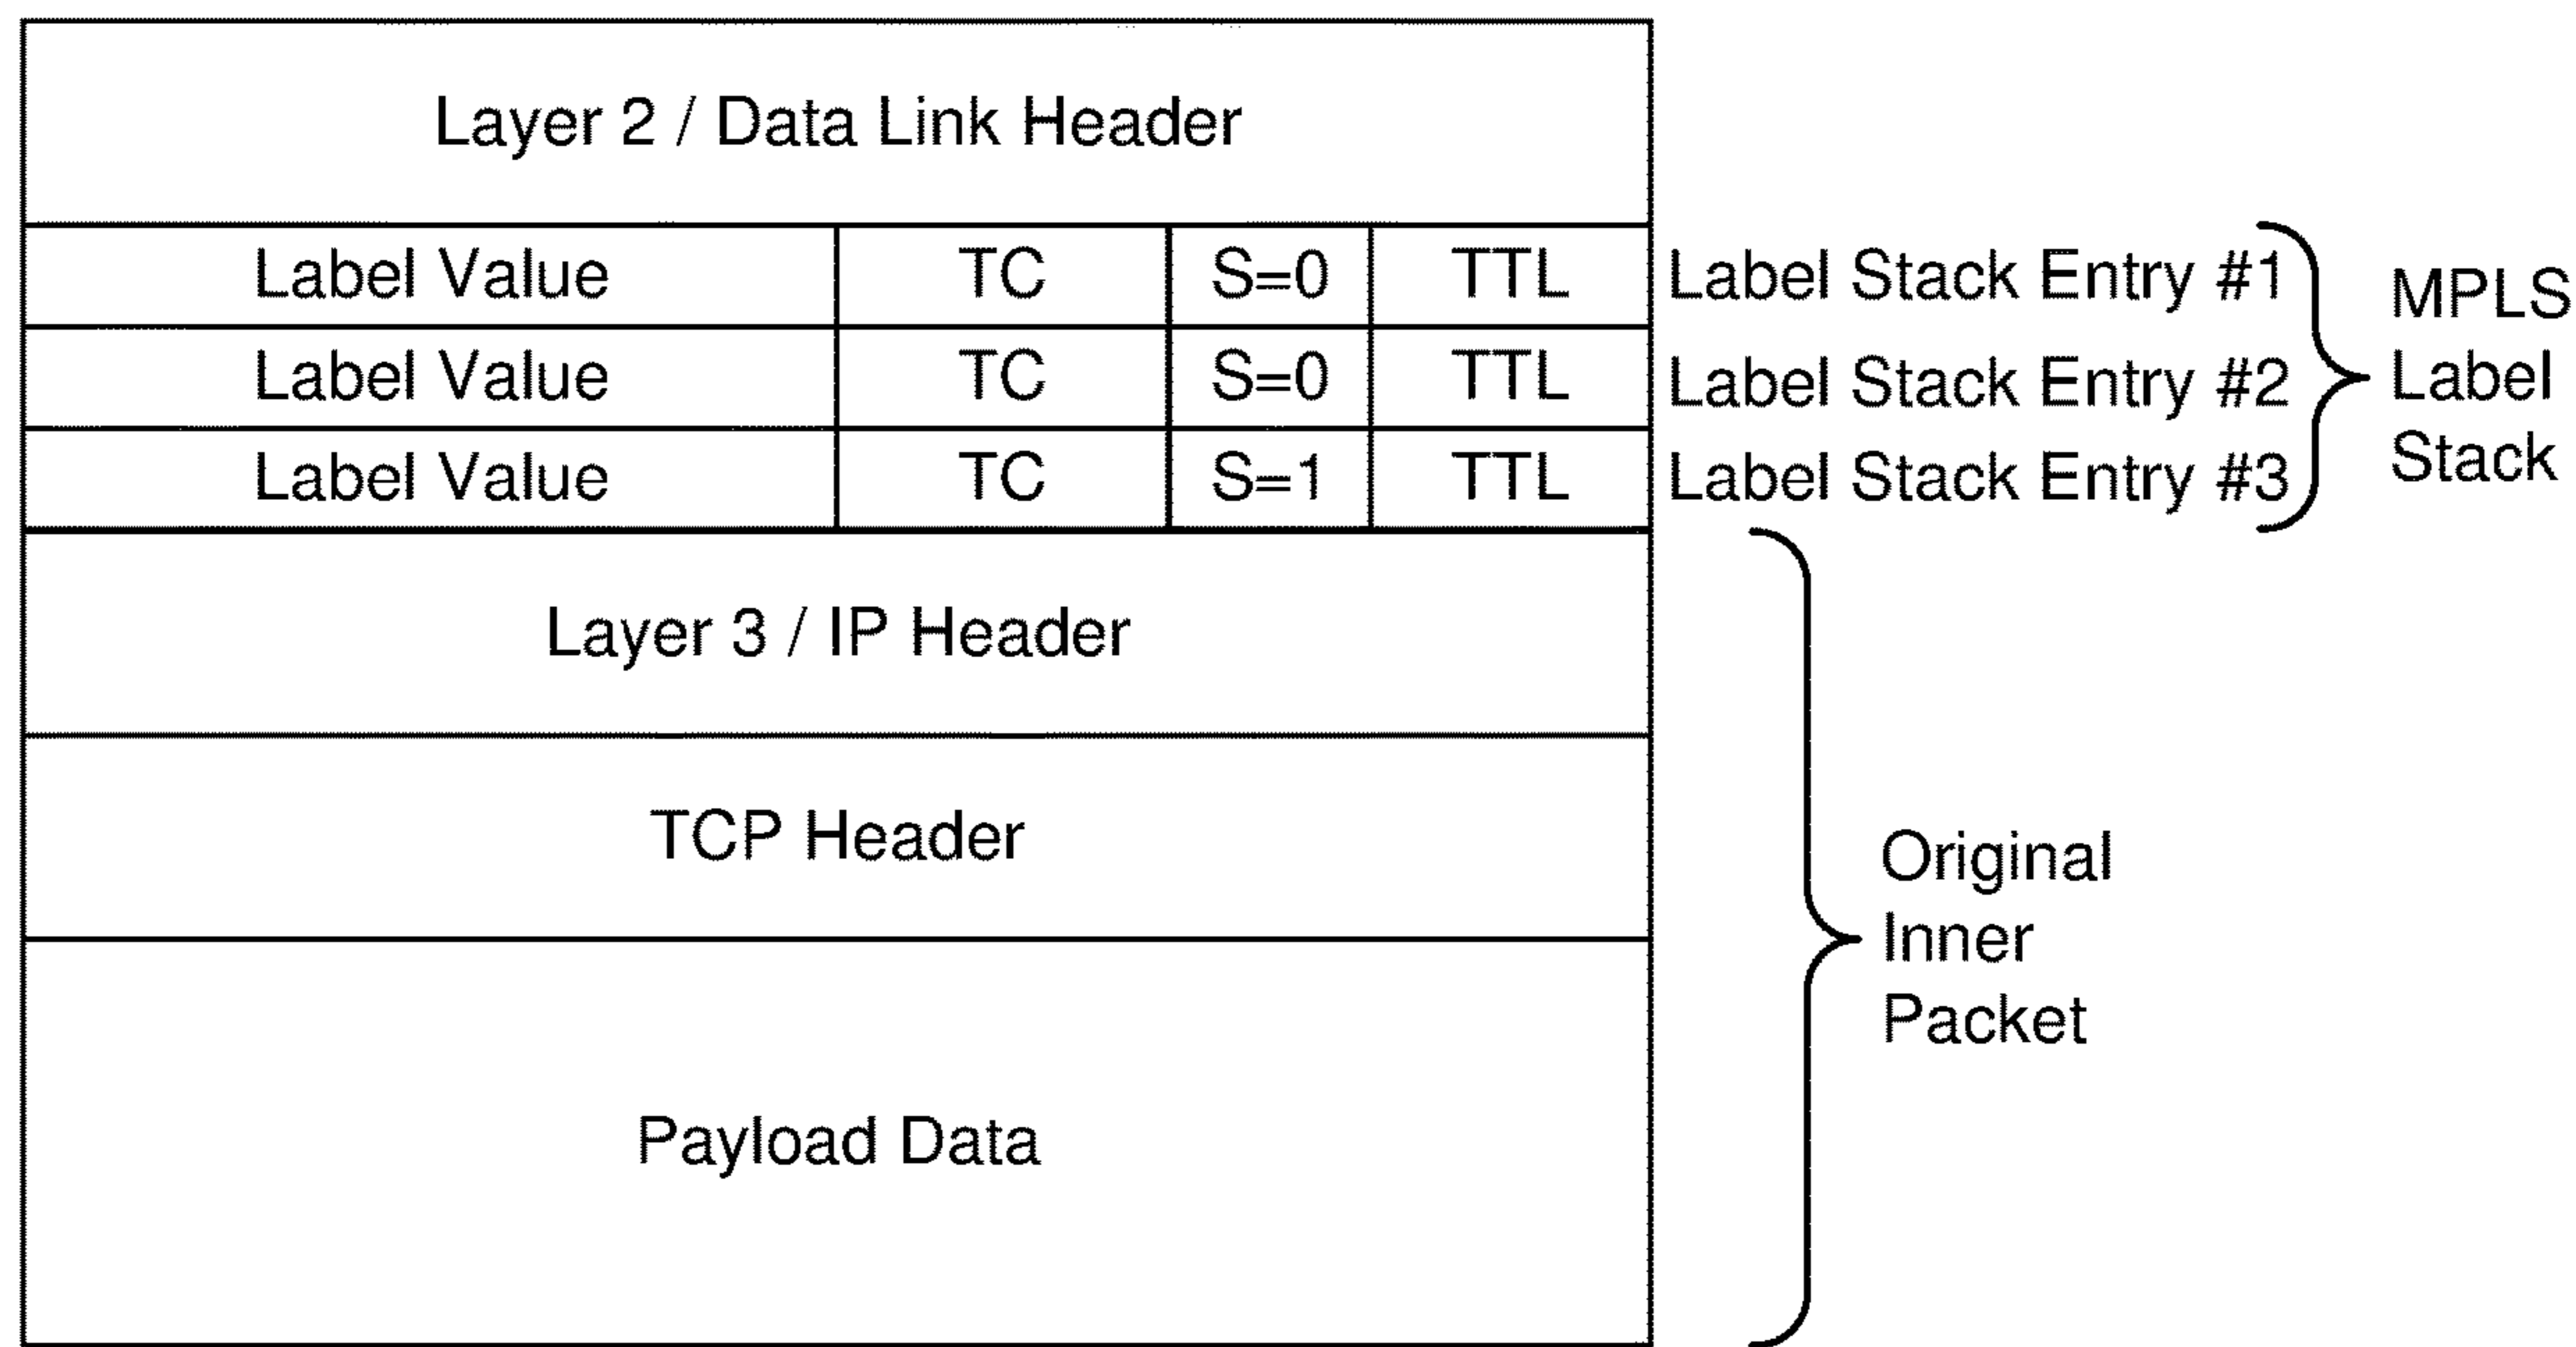 Layer 2 / Data Link Header
Label Value TC S=0 TTL Label Stack Entry #1
Label Value TC S=0 TTL Label Stack Entry #2
Label Value TC S=1 TTL Label Stack Entry #3
MPLS
Label
Stack
Layer 3 / IP Header
TCP Header
Payload Data
Original
Inner
Packet